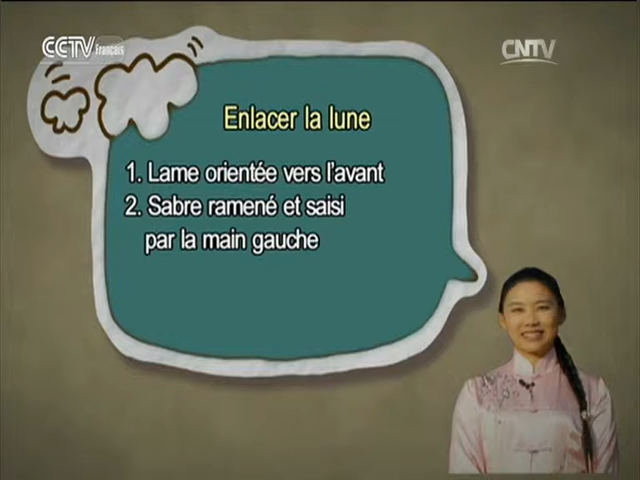 CCTV Français
CNTV
Enlacer la lune
1. Lame orientée vers l'avant
2. Sabre ramené et saisi
par la main gauche